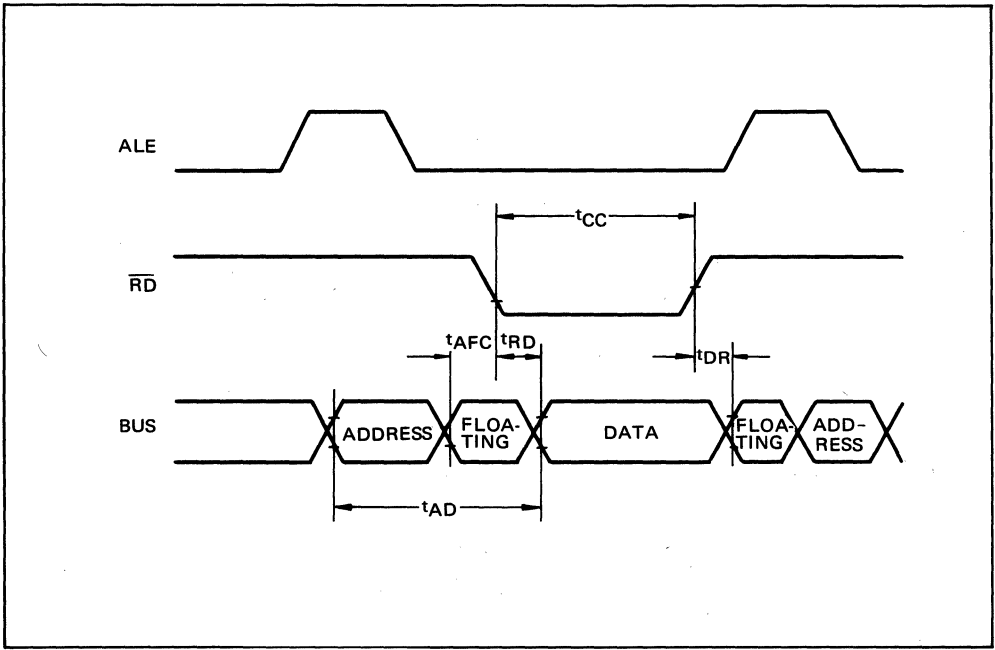 ALE
tCC
RD
tAFC
tRD
tDR
BUS
ADDRESS
FLOA-
TING
DATA
FLOA-
TING
ADD-
RESS
tAD